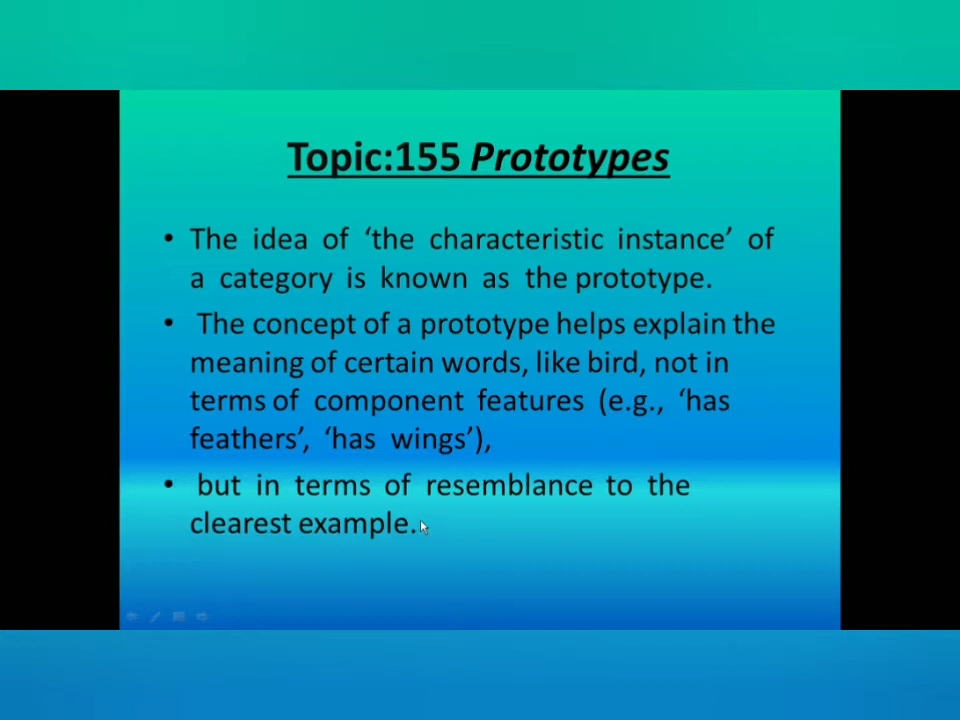 Topic:155 Prototypes
• The idea of ‘the characteristic instance’ of
a category is known as the prototype.
• The concept of a prototype helps explain the
meaning of certain words, like bird, not in
terms of component features (e.g., ‘has
feathers’, ‘has wings’),
• but in terms of resemblance to the
clearest example.